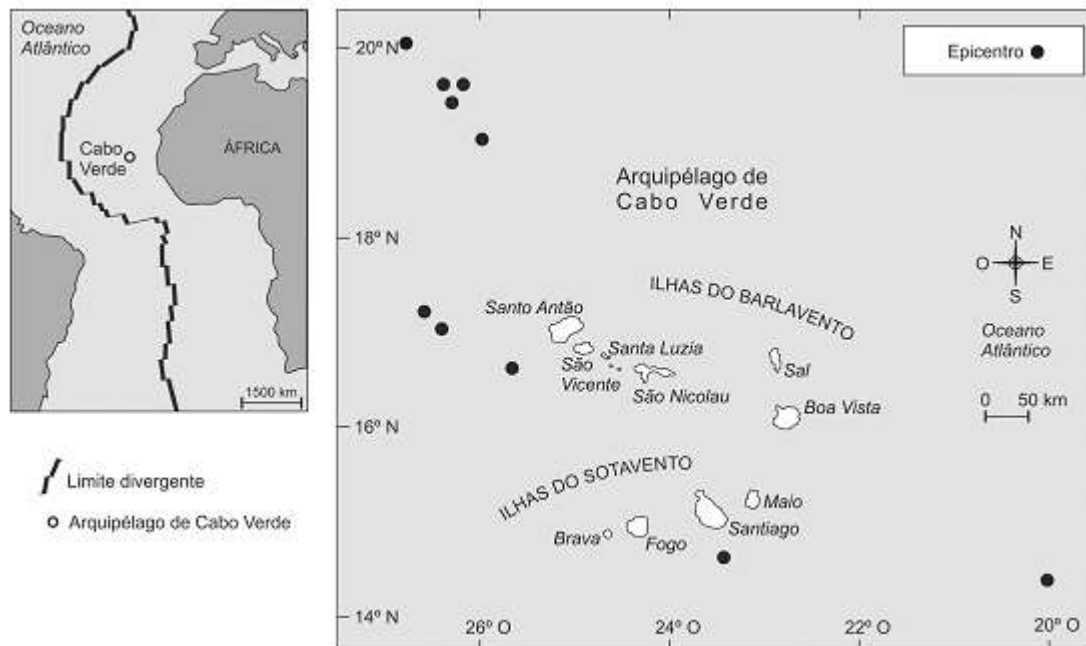 Oceano
Atlântico
Cabo
Verde
ÁFRICA
1500 km
Limite divergente
Arquipélago de Cabo Verde
Epicentro
20º N
18º N
16º N
14º N
Arquipélago de
Cabo Verde
N
O
E
S
ILHAS DO BARLAVENTO
Santo Antão
Santa Luzia
São
Vicente
São Nicolau
Sal
Boa Vista
Oceano
Atlântico
0 50 km
ILHAS DO SOTAVENTO
Maio
Santiago
Brava
Fogo
26º O
24º O
22º O
20º O